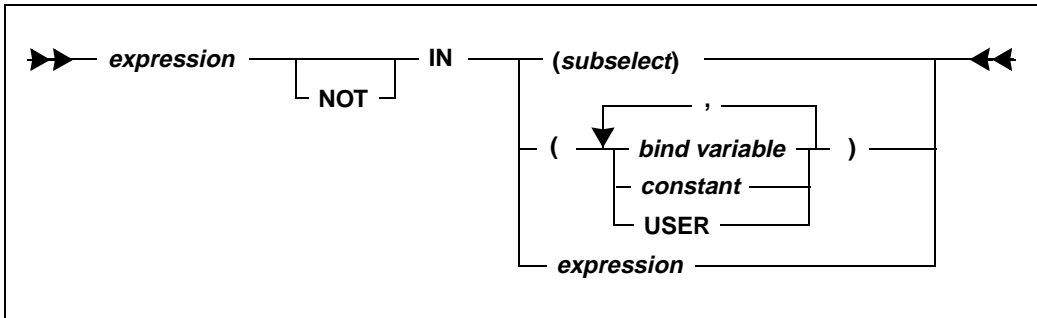 expression IN (subselect)
NOT
,
( bind variable )
constant
USER
expression